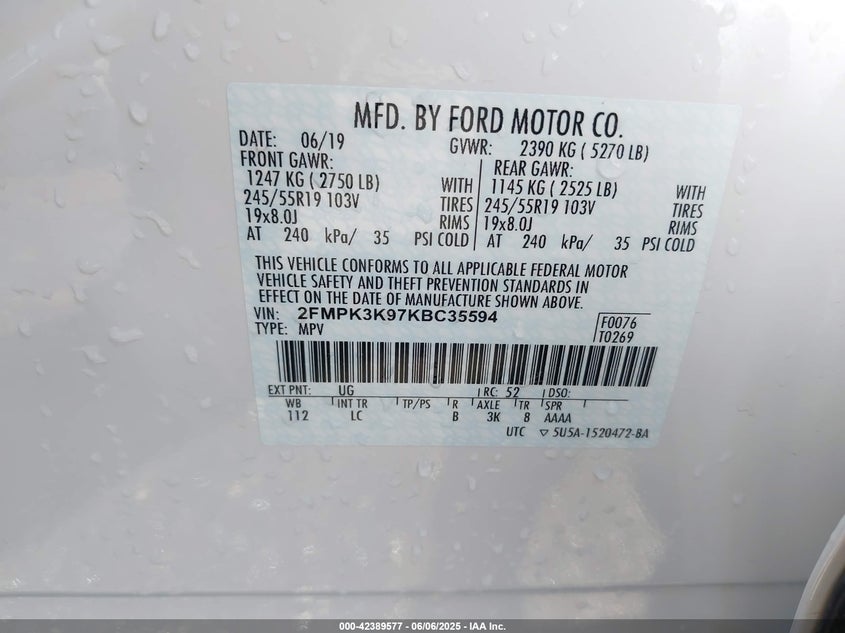 MFD. BY FORD MOTOR CO.
DATE: 06/19 GVWR: 2390 KG ( 5270 LB)
FRONT GAWR: REAR GAWR:
1247 KG ( 2750 LB) WITH 1145 KG ( 2525 LB) WITH
245/55R19 103V TIRES 245/55R19 103V TIRES
19x8.0J RIMS 19x8.0J RIMS
AT 240 kPa/ 35 PSI COLD AT 240 kPa/ 35 PSI COLD
THIS VEHICLE CONFORMS TO ALL APPLICABLE FEDERAL MOTOR
VEHICLE SAFETY AND THEFT PREVENTION STANDARDS IN
EFFECT ON THE DATE OF MANUFACTURE SHOWN ABOVE.
VIN: 2FMPK3K97KBC35594 F0076
TYPE: MPV T0269
EXT PNT: UG RC: 52 DSO:
WB INT TR TP/PS R AXLE TR SPR
112 LC B 3K 8 AAAA
UTC ▽ 5U5A-1520472-BA
000-42389577 - 06/06/2025 - IAA Inc.